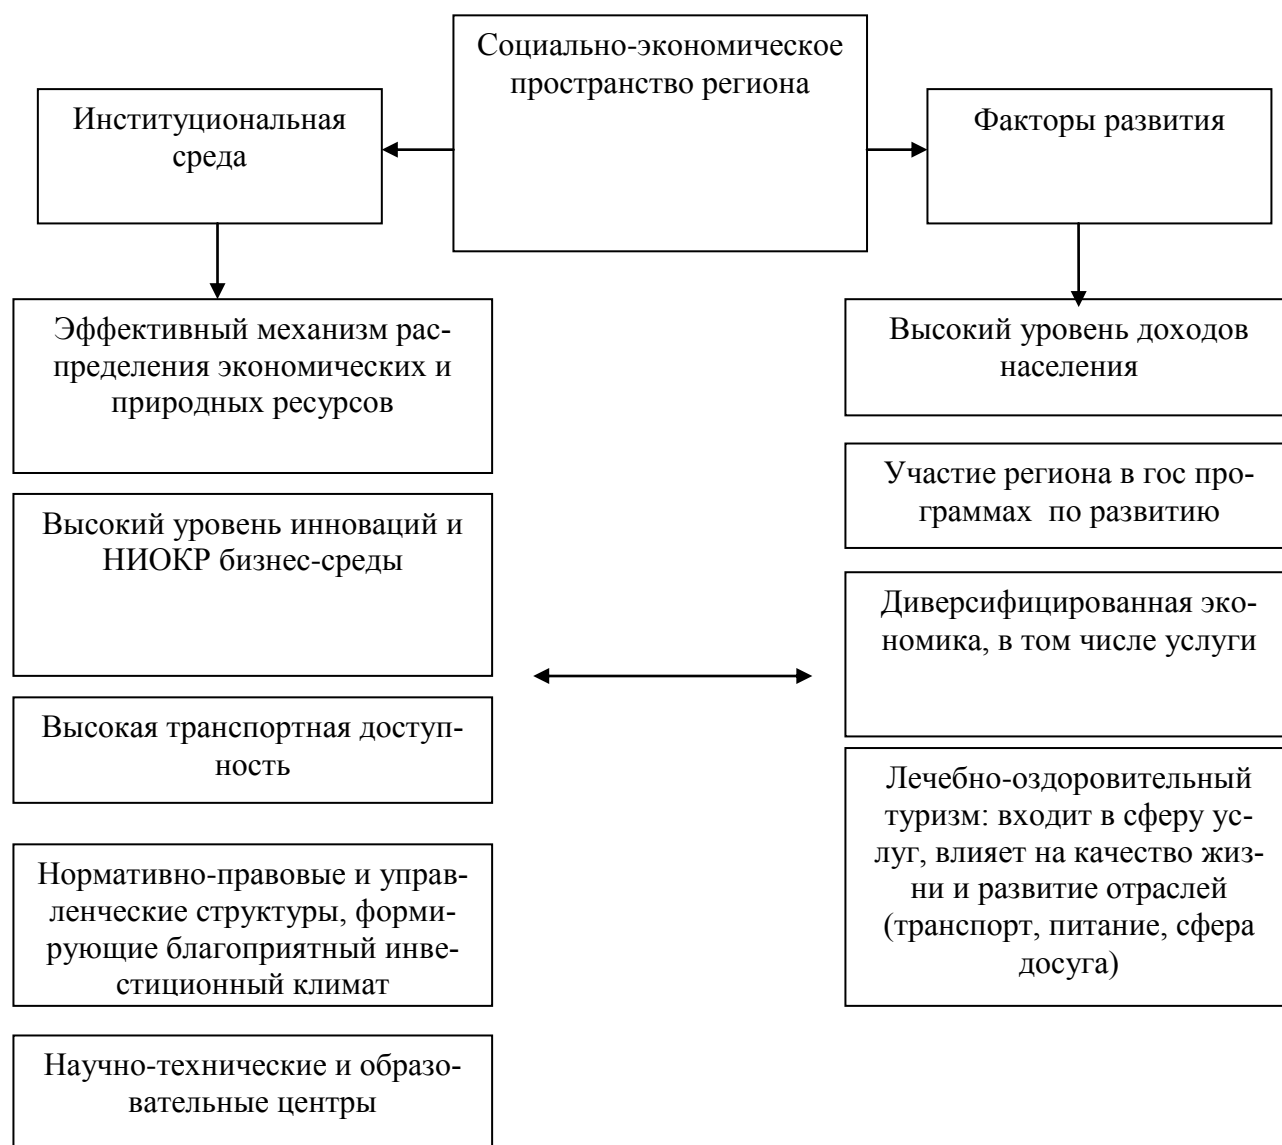 Социально-экономическое
пространство региона
Институциональная
среда
Факторы развития
Эффективный механизм рас-
пределения экономических и
природных ресурсов
Высокий уровень инноваций и
НИОКР бизнес-среды
Высокая транспортная доступ-
ность
Нормативно-правовые и управ-
ленческие структуры, форми-
рующие благоприятный инве-
стиционный климат
Научно-технические и образо-
вательные центры
Высокий уровень доходов
населения
Участие региона в гос про-
граммах по развитию
Диверсифицированная эко-
номика, в том числе услуги
Лечебно-оздоровительный
туризм: входит в сферу ус-
луг, влияет на качество жиз-
ни и развитие отраслей
(транспорт, питание, сфера
досуга)